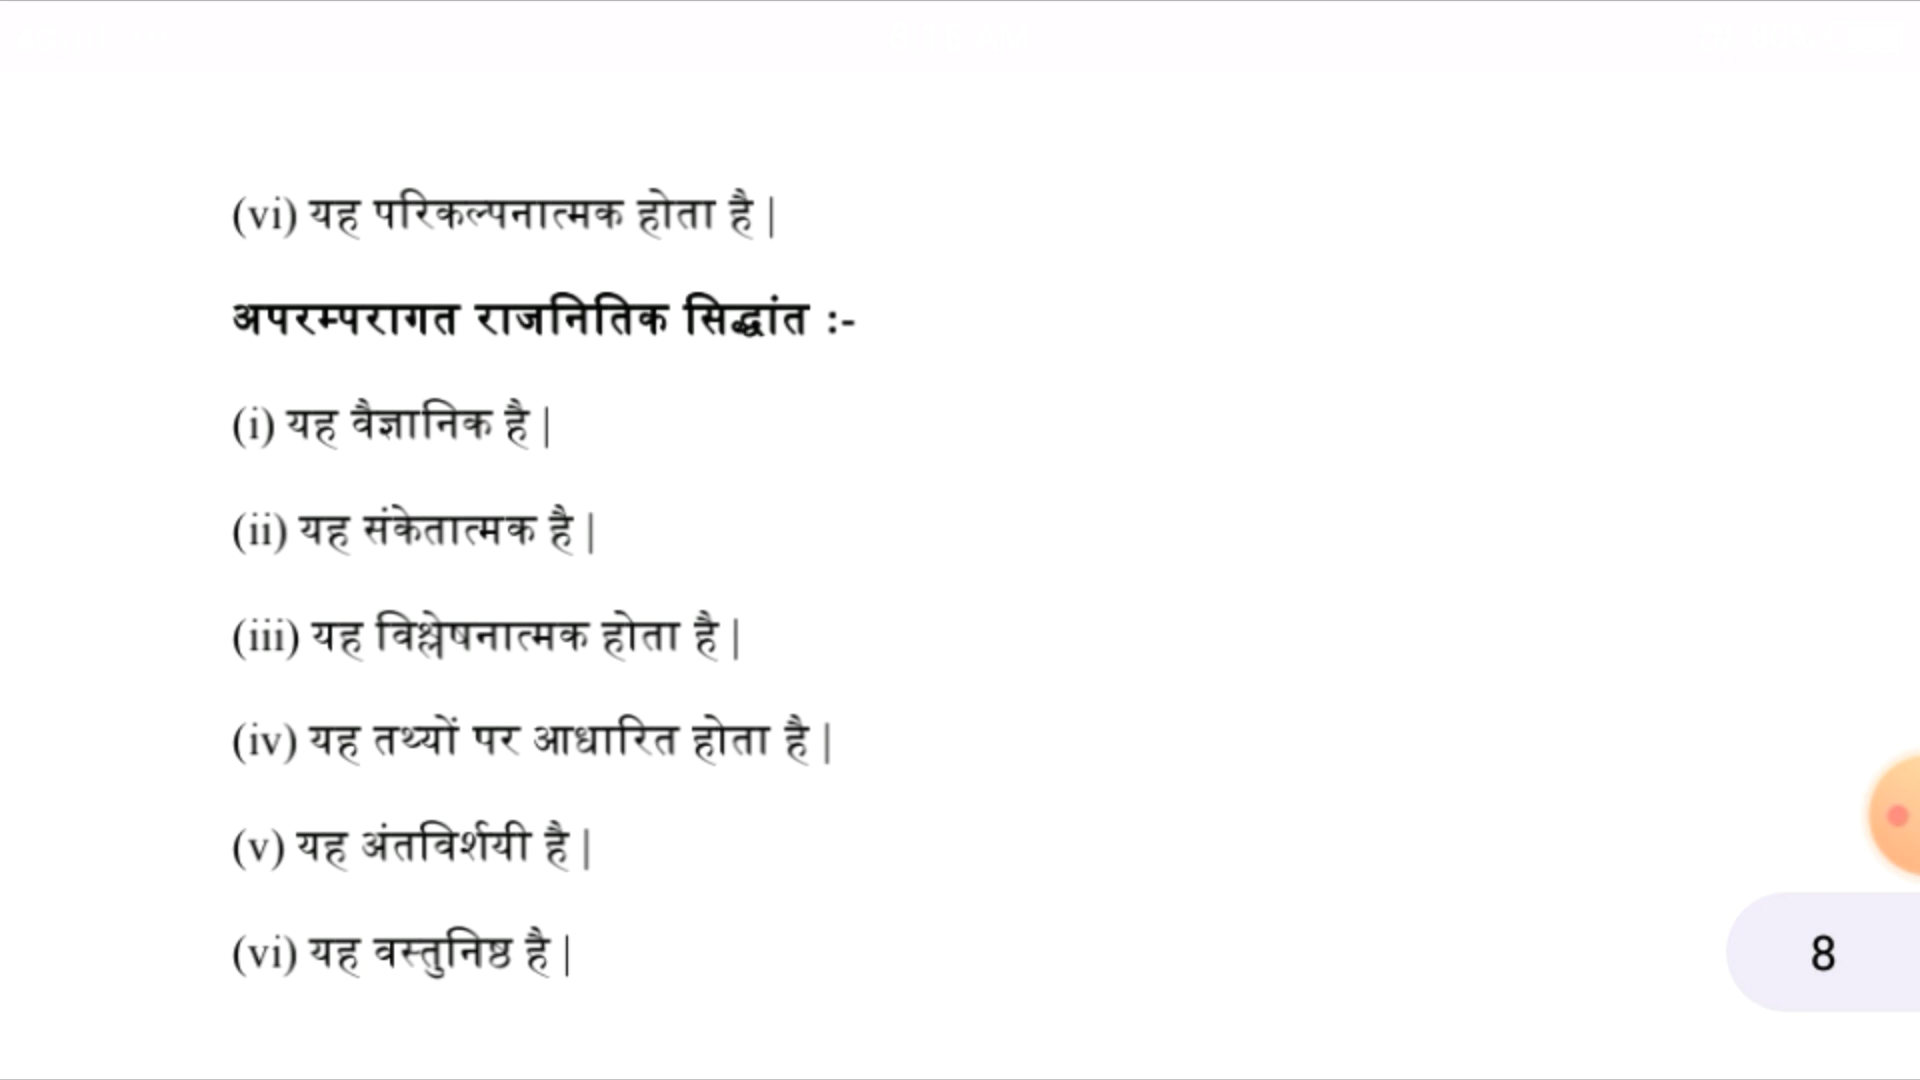 (vi) यह परिकल्पनात्मक होता है |
अपरम्परागत राजनितिक सिद्धांत :-
(i) यह वैज्ञानिक है |
(ii) यह संकेतात्मक है |
(iii) यह विश्लेषनात्मक होता है |
(iv) यह तथ्यों पर आधारित होता है |
(v) यह अंतविर्शयी है |
(vi) यह वस्तुनिष्ठ है |
8